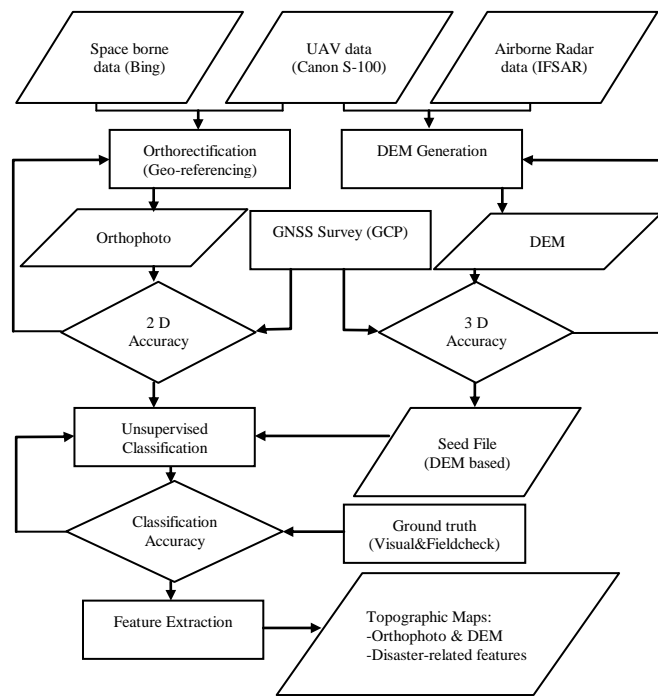 Space borne
data (Bing)
UAV data
(Canon S-100)
Airborne Radar
data (IFSAR)
Orthorectification
(Geo-referencing)
DEM Generation
Orthophoto
GNSS Survey (GCP)
DEM
2 D
Accuracy
3 D
Accuracy
Unsupervised
Classification
Seed File
(DEM based)
Classification
Accuracy
Ground truth
(Visual&Fieldcheck)
Feature Extraction
Topographic Maps:
-Orthophoto & DEM
-Disaster-related features